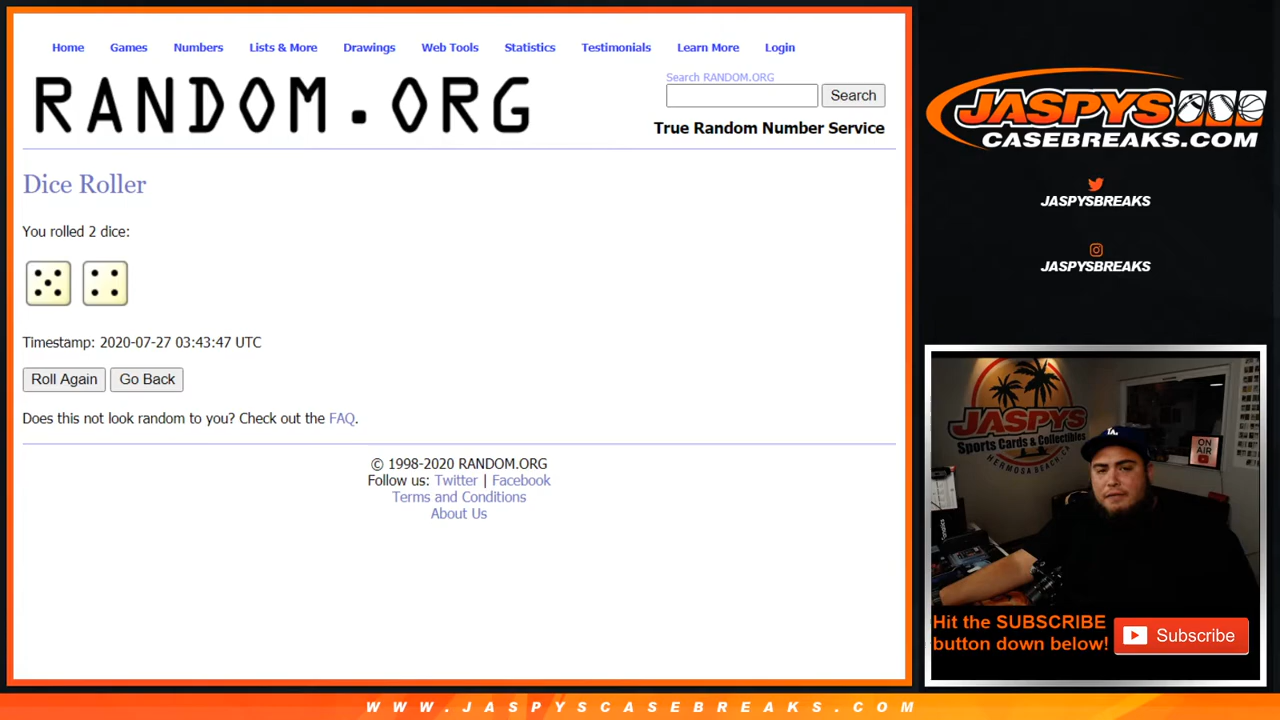 Home Games Numbers Lists & More Drawings Web Tools Statistics Testimonials Learn More Login
RANDOM.ORG
Search RANDOM.ORG
Search
True Random Number Service
Dice Roller
You rolled 2 dice:
Timestamp: 2020-07-27 03:43:47 UTC
Roll Again Go Back
Does this not look random to you? Check out the FAQ.
© 1998-2020 RANDOM.ORG
Follow us: Twitter | Facebook
Terms and Conditions
About Us
JASPYS
CASEBREAKS.COM
JASPYSBREAKS
JASPYSBREAKS
JASPYS
Sports Cards & Collectibles
HERMOSA BEACH, CA
ON
AIR
LA
Fanatics
Hit the SUBSCRIBE
button down below!
Subscribe
WWW.JASPYSCASEBREAKS.COM